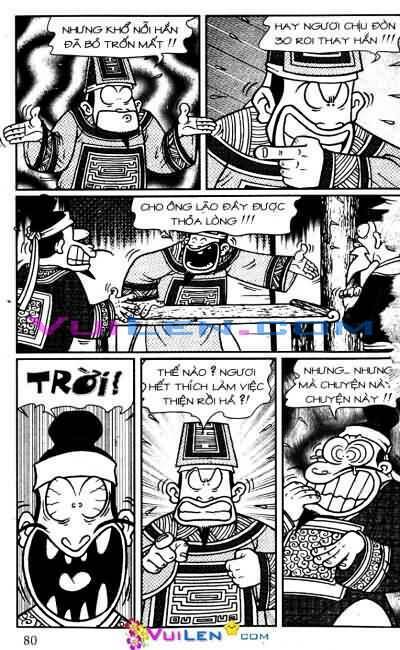 NHƯNG KHỔ NỖI HẮN
ĐÃ BỎ TRỐN MẤT !!
HAY NGƯƠI CHỊU ĐÒN
30 ROI THAY HẮN !!!
CHO ÔNG LÃO ĐÂY ĐƯỢC
THỎA LÒNG !!!
VUILEN.COM
TRỜI!
THẾ NÀO ? NGƯƠI
HẾT THÍCH LÀM VIỆC
THIỆN RỒI HẢ ?!
NHƯNG... NHƯNG
MÀ CHUYỆN NÀY
CHUYỆN NÀY !!
80
VUILEN.COM